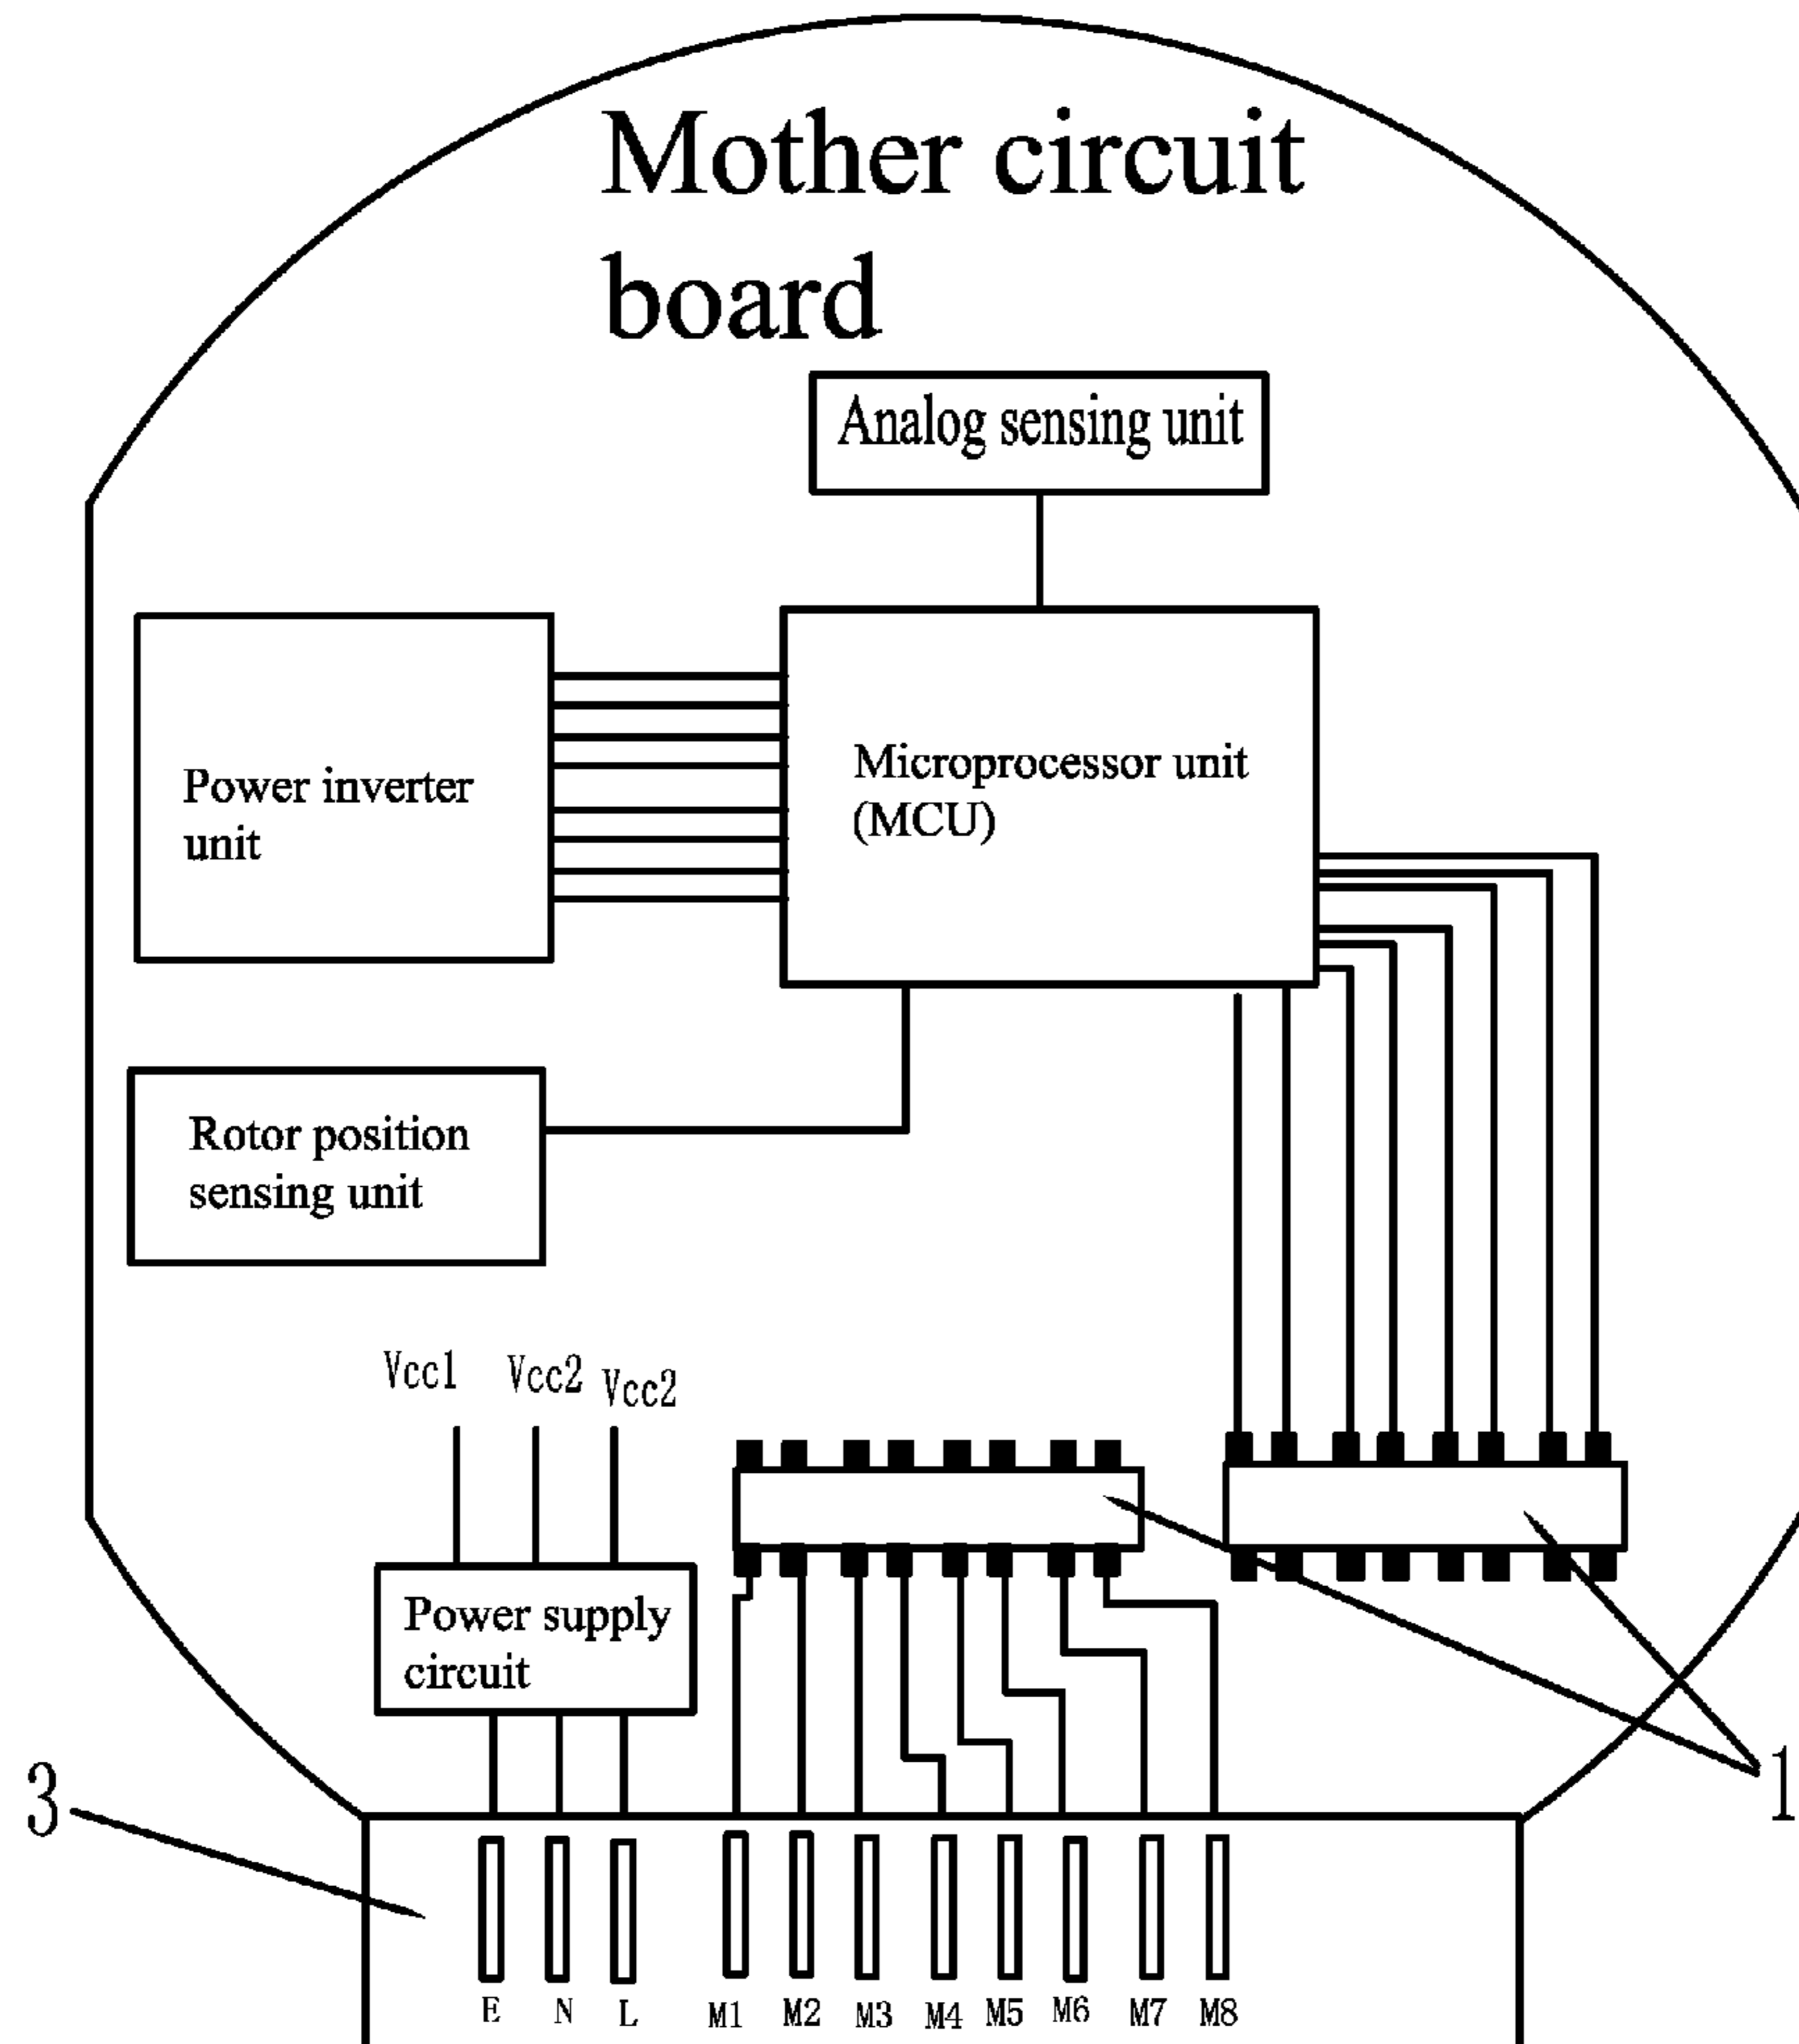 Mother circuit
board
Analog sensing unit
Power inverter
unit
Microprocessor unit
(MCU)
Rotor position
sensing unit
Vcc1 Vcc2 Vcc2
Power supply
circuit
3
1
E N L M1 M2 M3 M4 M5 M6 M7 M8